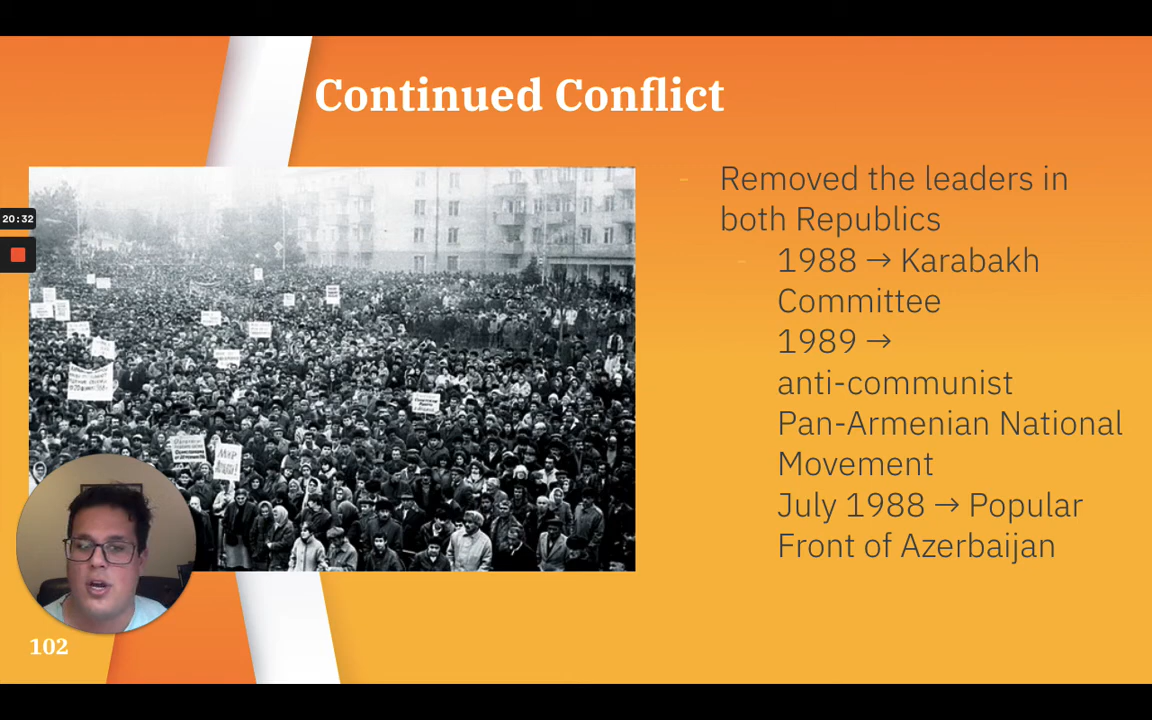 Continued Conflict
- Removed the leaders in
both Republics
- 1988 → Karabakh
Committee
1989 →
anti-communist
Pan-Armenian National
Movement
July 1988 → Popular
Front of Azerbaijan
20:32
МИР
102